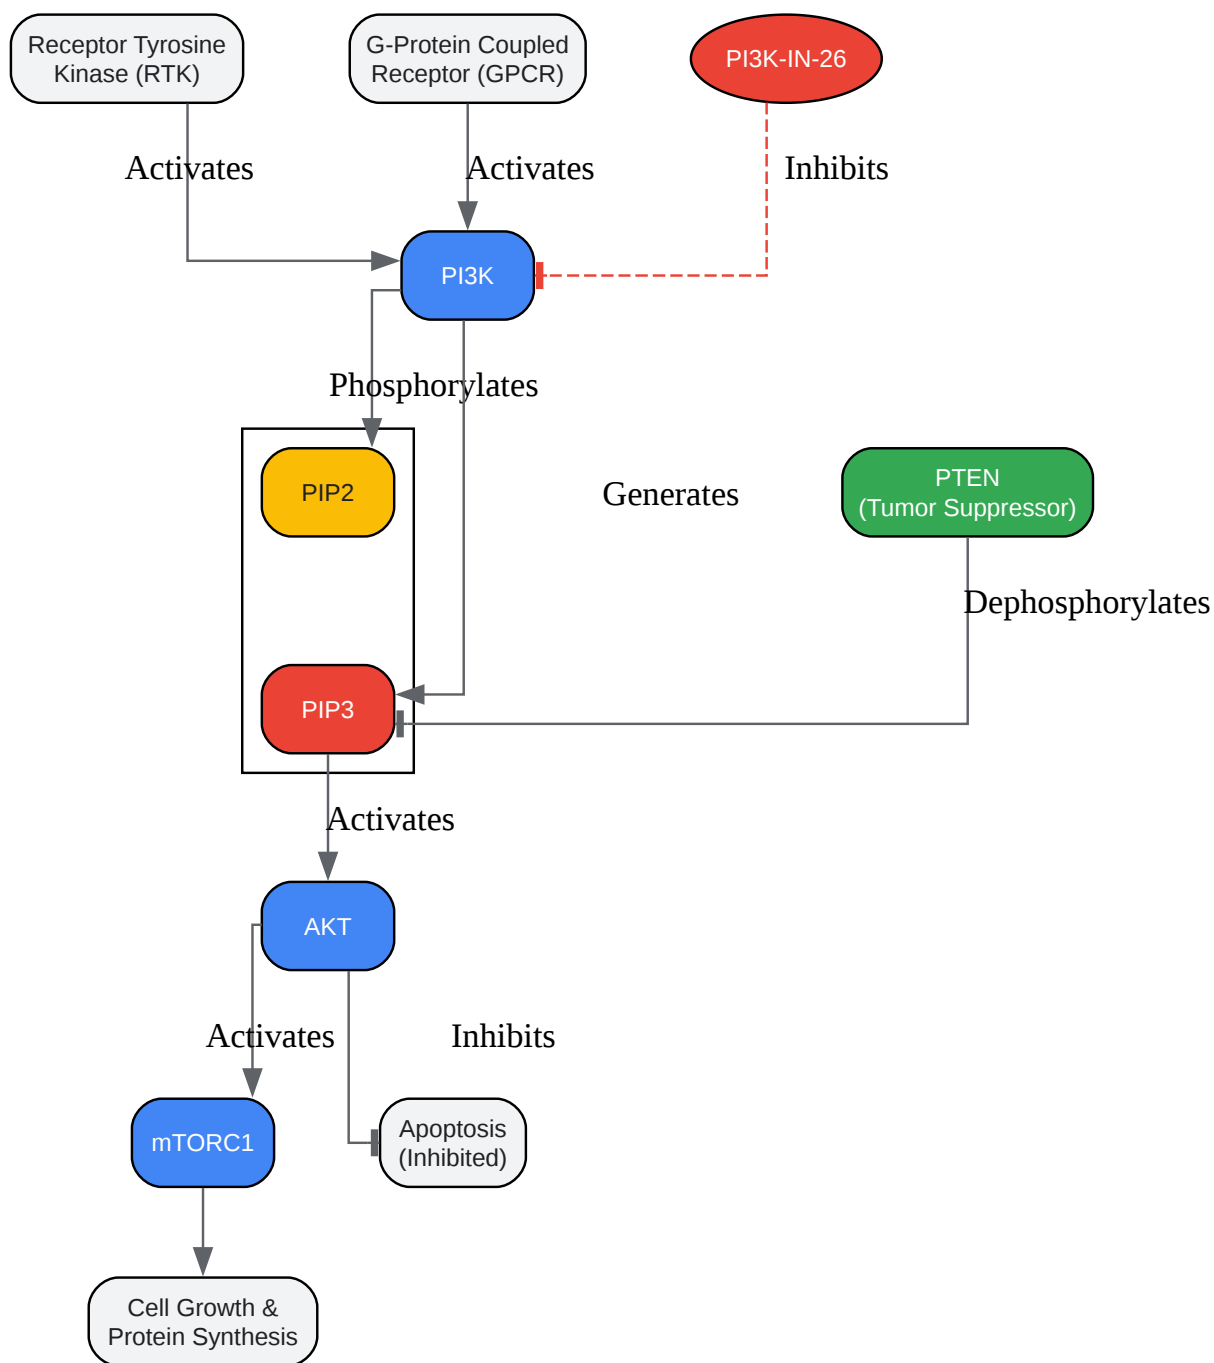 Receptor Tyrosine
Kinase (RTK)
G-Protein Coupled
Receptor (GPCR)
PI3K-IN-26
Activates
Activates
Inhibits
PI3K
Phosphorylates
PIP2
Generates
PTEN
(Tumor Suppressor)
Dephosphorylates
PIP3
Activates
AKT
Activates
Inhibits
mTORC1
Apoptosis
(Inhibited)
Cell Growth &
Protein Synthesis